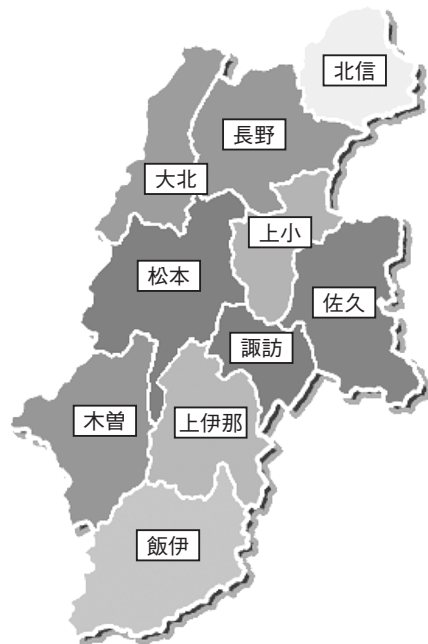 北信
長野
大北
上小
松本
佐久
諏訪
木曽
上伊那
飯伊